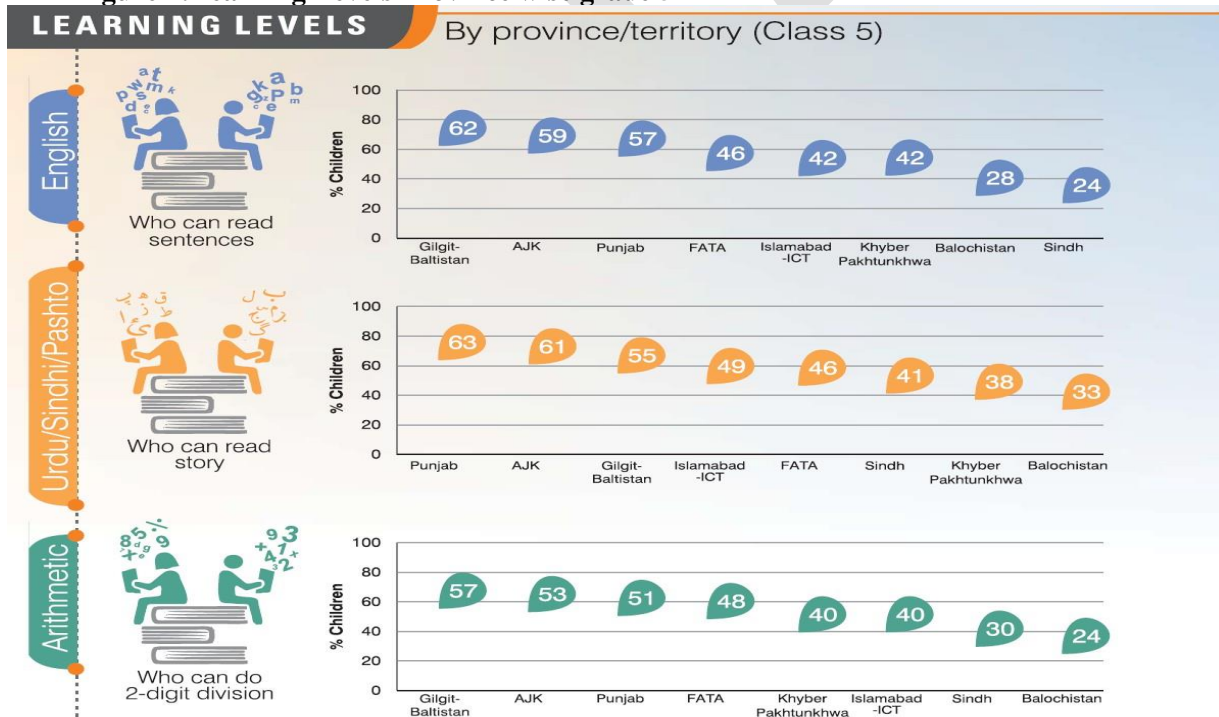 LEARNING LEVELS
By province/territory (Class 5)
English
Who can read
sentences
% Children
100
80
60
40
20
0
62
59
57
46
42
42
28
24
Gilgit-
Baltistan
AJK
Punjab
FATA
Islamabad
-ICT
Khyber
Pakhtunkhwa
Balochistan
Sindh
Urdu/Sindhi/Pashto
Who can read
story
% Children
100
80
60
40
20
0
63
61
55
49
46
41
38
33
Punjab
AJK
Gilgit-
Baltistan
Islamabad
-ICT
FATA
Sindh
Khyber
Pakhtunkhwa
Balochistan
Arithmetic
Who can do
2-digit division
% Children
100
80
60
40
20
0
57
53
51
48
40
40
30
24
Gilgit-
Baltistan
AJK
Punjab
FATA
Khyber
Pakhtunkhwa
Islamabad
-ICT
Sindh
Balochistan